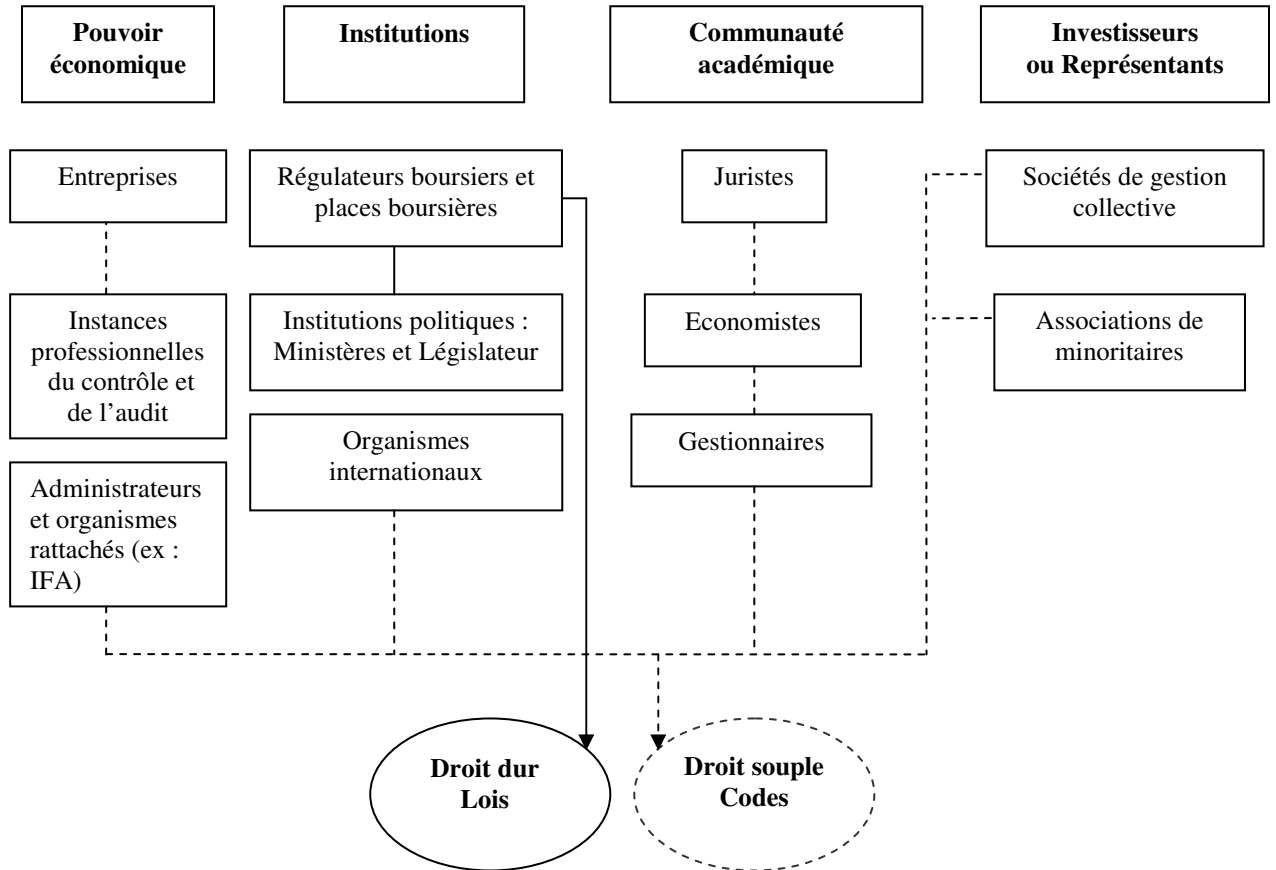 Pouvoir
économique
Institutions
Communauté
académique
Investisseurs
ou Représentants
Entreprises
Régulateurs boursiers et
places boursières
Juristes
Sociétés de gestion
collective
Instances
professionnelles
du contrôle et
de l'audit
Institutions politiques :
Ministères et Législateur
Economistes
Associations de
minoritaires
Organismes
internationaux
Gestionnaires
Administrateurs
et organismes
rattachés (ex :
IFA)
Droit dur
Lois
Droit souple
Codes